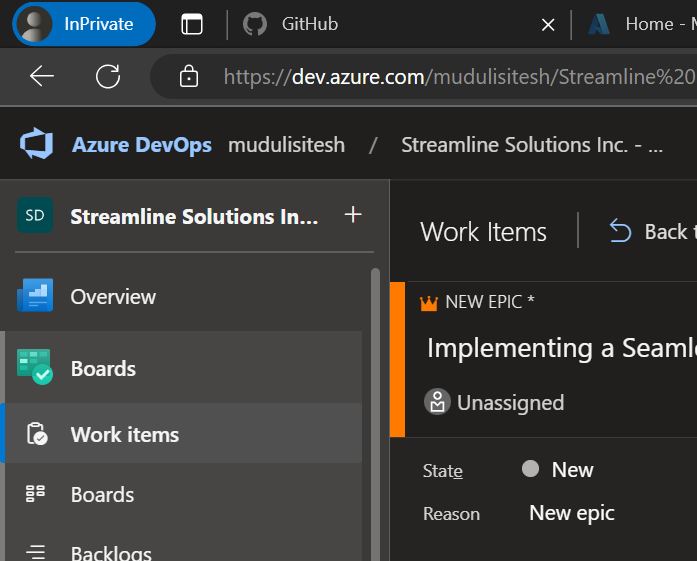 InPrivate
GitHub
Home - M
https://dev.azure.com/mudulisitesh/Streamline%20
Azure DevOps mudulisitesh / Streamline Solutions Inc. - ...
SD Streamline Solutions In... +
Work Items
Back t
Overview
NEW EPIC *
Implementing a Seaml
Boards
Unassigned
Work items
State New
Boards
Reason New epic
Backlogs